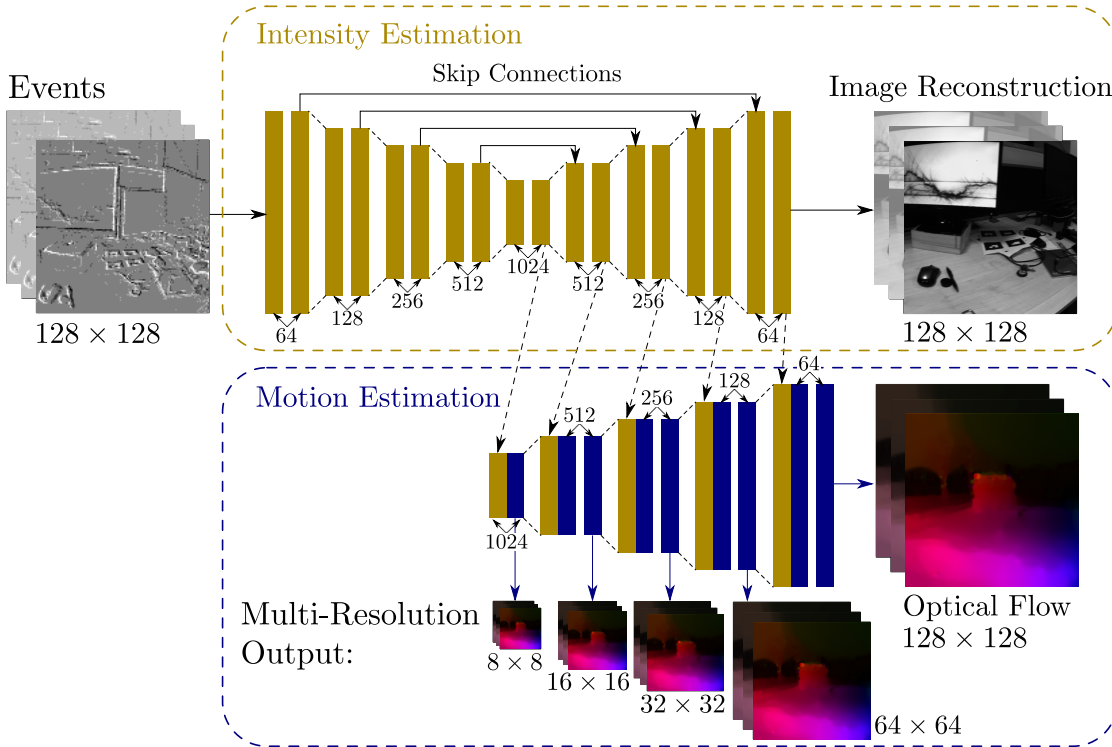 Intensity Estimation
Skip Connections
Events
Image Reconstruction
1024
512
512
256
256
128
128
64
64
128 × 128
128 × 128
Motion Estimation
64
128
256
512
1024
Multi-Resolution
Output:
8 × 8
16 × 16
32 × 32
64 × 64
Optical Flow
128 × 128